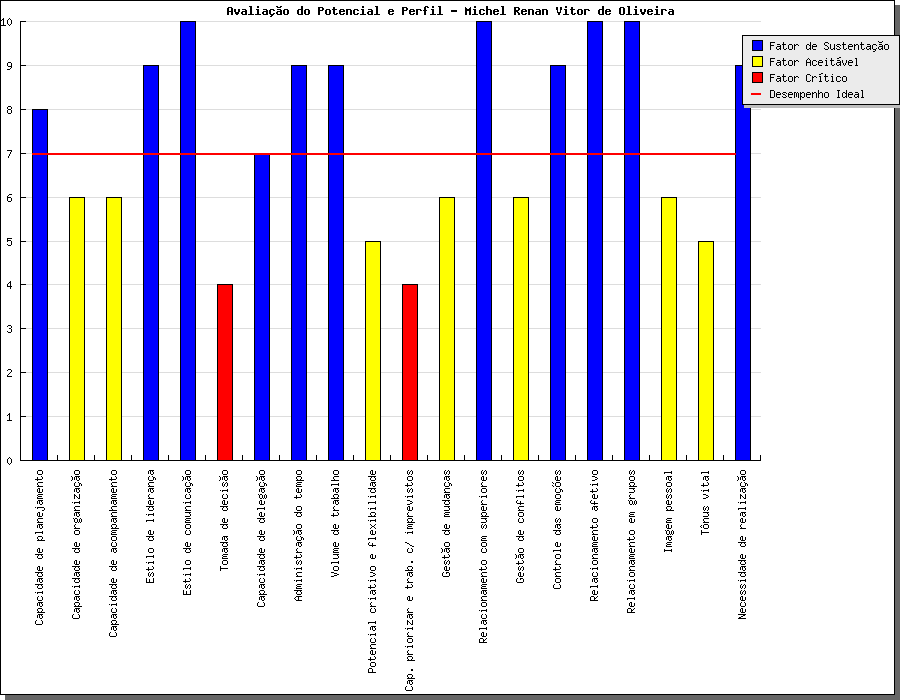 Avaliação do Potencial e Perfil - Michel Renan Vitor de Oliveira
10
9
8
7
6
5
4
3
2
1
0
Fator de Sustentação
Fator Aceitável
Fator Crítico
Desempenho Ideal
Capacidade de planejamento
Capacidade de organização
Capacidade de acompanhamento
Estilo de liderança
Estilo de comunicação
Tomada de decisão
Capacidade de delegação
Administração do tempo
Volume de trabalho
Potencial criativo e flexibilidade
Cap. priorizar e trab. c/ imprevistos
Gestão de mudanças
Relacionamento com superiores
Gestão de conflitos
Controle das emoções
Relacionamento afetivo
Relacionamento em grupos
Imagem pessoal
Tônus vital
Necessidade de realização